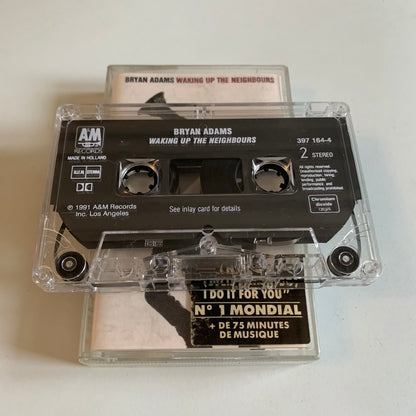 BRYAN ADAMS WAKING UP THE NEIGHBOURS
A&M
RECORDS
MADE IN HOLLAND
BRYAN ADAMS
WAKING UP THE NEIGHBOURS
397 164-4
2 STEREO
All rights reserved.
Unauthorised copying,
reproduction, hiring,
lending, public
performance and
broadcasting prohibited
STEMRA
DOLBY
℗ 1991 A&M Records
Inc. Los Angeles
See inlay card for details
Chromium
dioxide
120µS
I DO IT FOR YOU"
N° 1 MONDIAL
+ DE 75 MINUTES
DE MUSIQUE